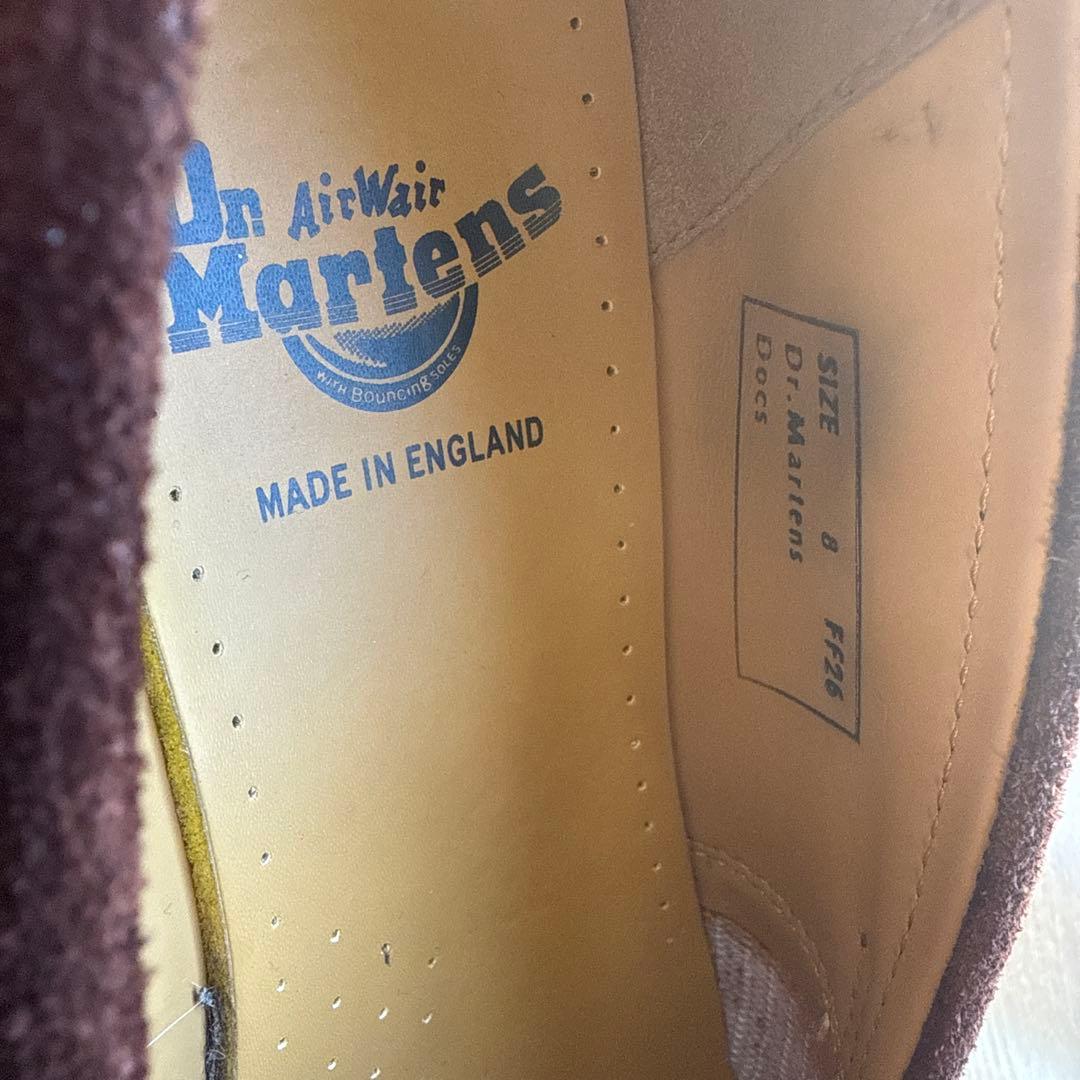 Dr. AirWair
Martens
WITH BOUNCING SOLES
MADE IN ENGLAND
SIZE 8 FF26
Dr.Martens
Docs